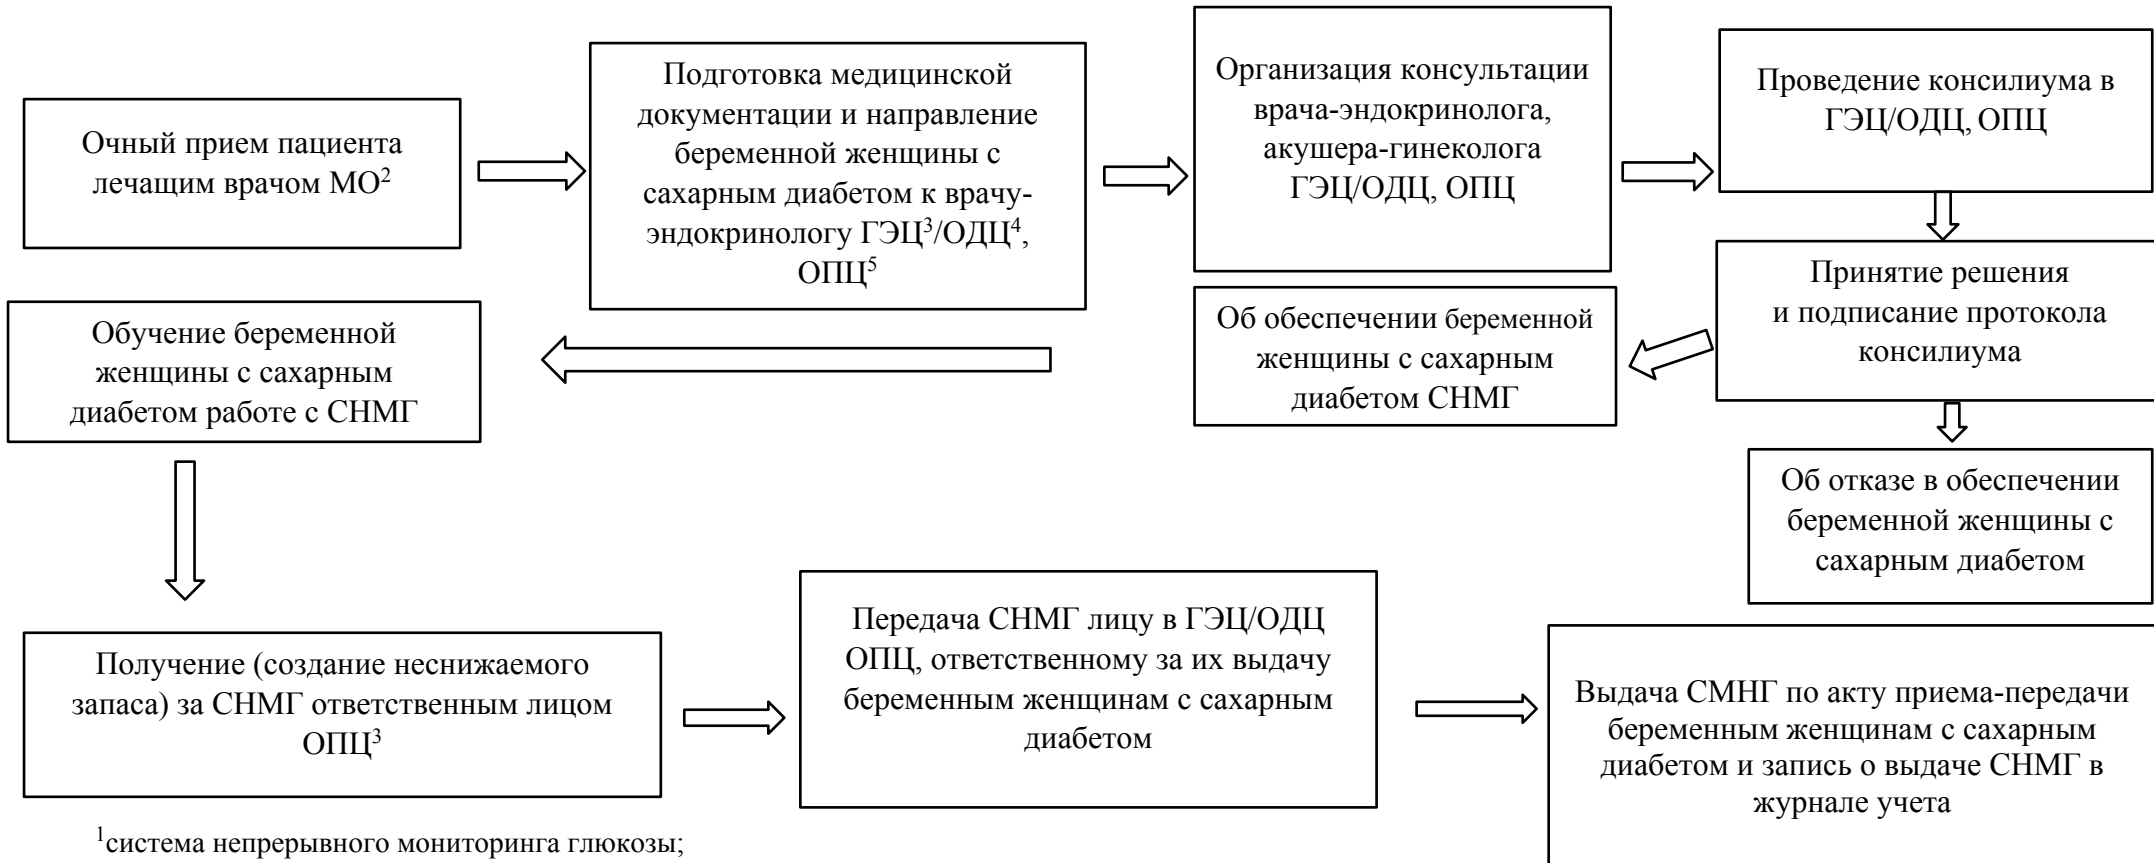 Очный прием пациента
лечащим врачом МО²
Подготовка медицинской
документации и направление
беременной женщины с
сахарным диабетом к врачу-
эндокринологу ГЭЦ³/ОДЦ⁴,
ОПЦ⁵
Организация консультации
врача-эндокринолога,
акушера-гинеколога
ГЭЦ/ОДЦ, ОПЦ
Проведение консилиума в
ГЭЦ/ОДЦ, ОПЦ
Принятие решения
и подписание протокола
консилиума
Об обеспечении беременной
женщины с сахарным
диабетом СНМГ
Об отказе в обеспечении
беременной женщины с
сахарным диабетом
Обучение беременной
женщины с сахарным
диабетом работе с СНМГ
Получение (создание неснижаемого
запаса) за СНМГ ответственным лицом
ОПЦ³
Передача СНМГ лицу в ГЭЦ/ОДЦ
ОПЦ, ответственному за их выдачу
беременным женщинам с сахарным
диабетом
Выдача СМНГ по акту приема-передачи
беременным женщинам с сахарным
диабетом и запись о выдаче СНМГ в
журнале учета
¹система непрерывного мониторинга глюкозы;